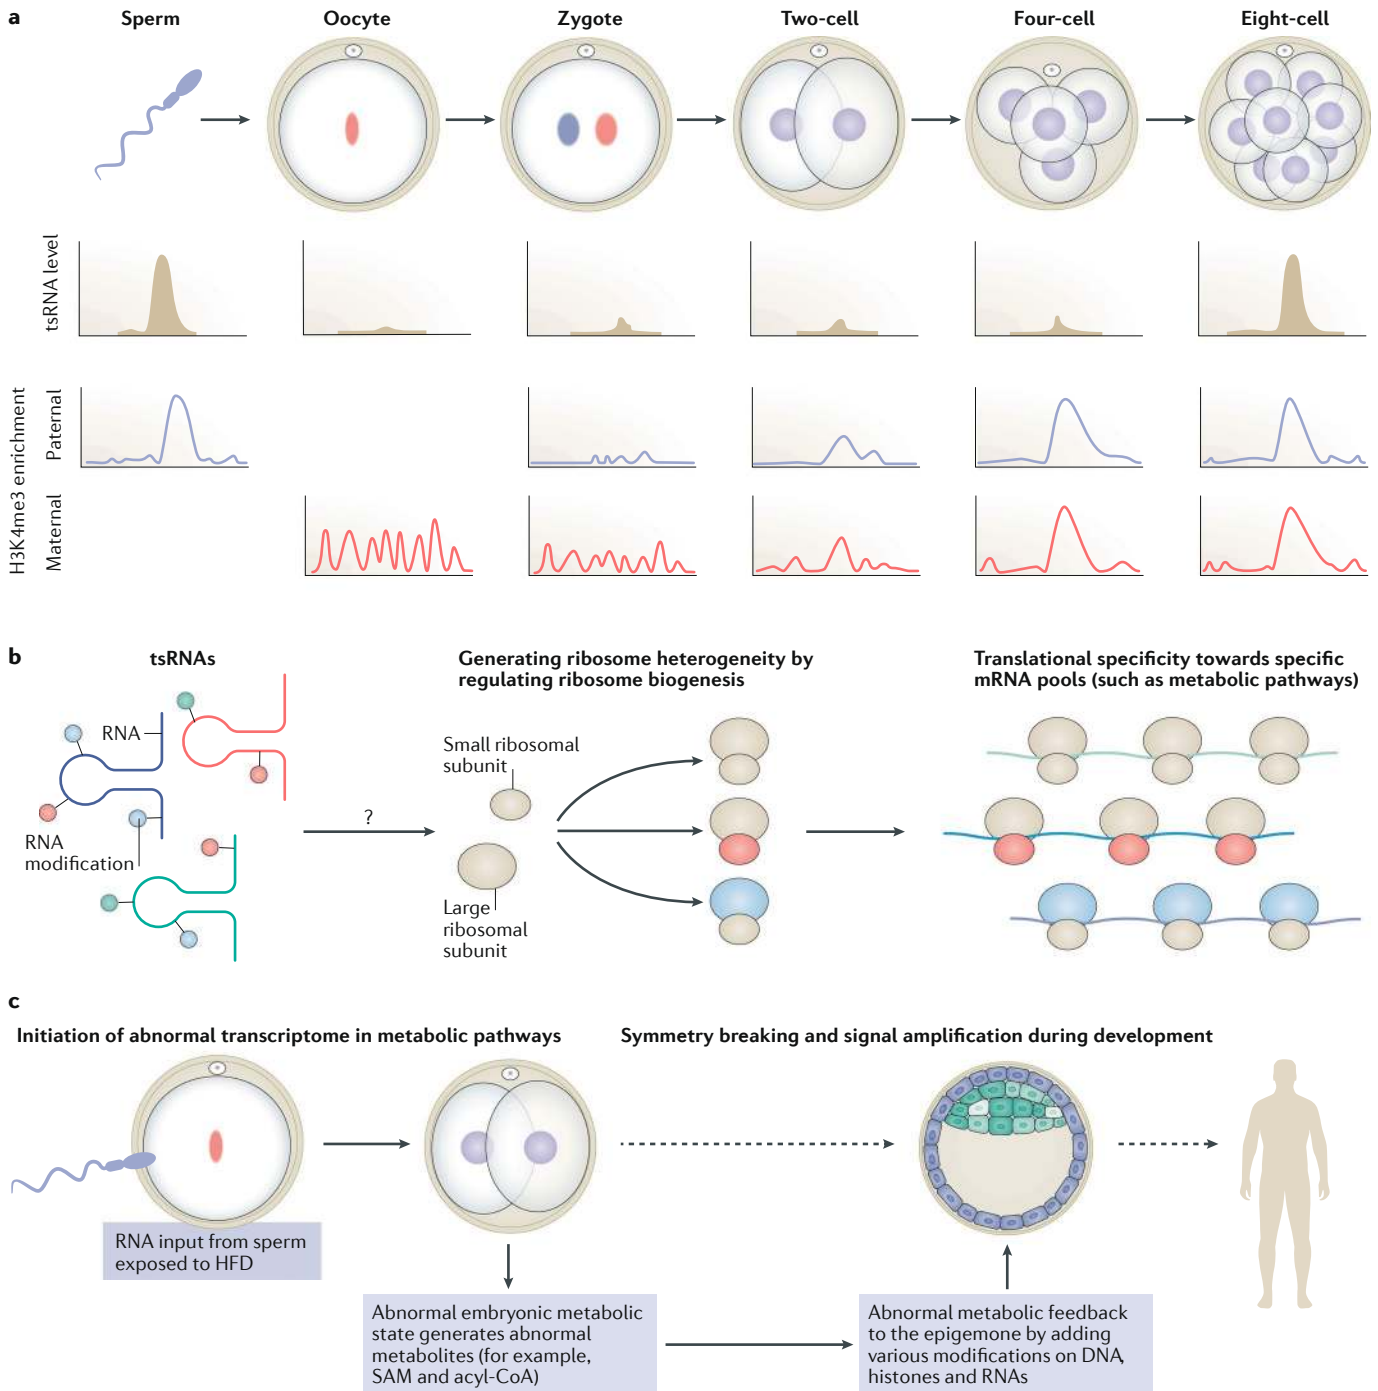 a
Sperm
Oocyte
Zygote
Two-cell
Four-cell
Eight-cell
tsRNA level
H3K4me3 enrichment
Paternal
Maternal
b
tsRNAs
Generating ribosome heterogeneity by
regulating ribosome biogenesis
Translational specificity towards specific
mRNA pools (such as metabolic pathways)
RNA
RNA
modification
?
Small ribosomal
subunit
Large
ribosomal
subunit
c
Initiation of abnormal transcriptome in metabolic pathways
Symmetry breaking and signal amplification during development
RNA input from sperm
exposed to HFD
Abnormal embryonic metabolic
state generates abnormal
metabolites (for example,
SAM and acyl-CoA)
Abnormal metabolic feedback
to the epigemone by adding
various modifications on DNA,
histones and RNAs